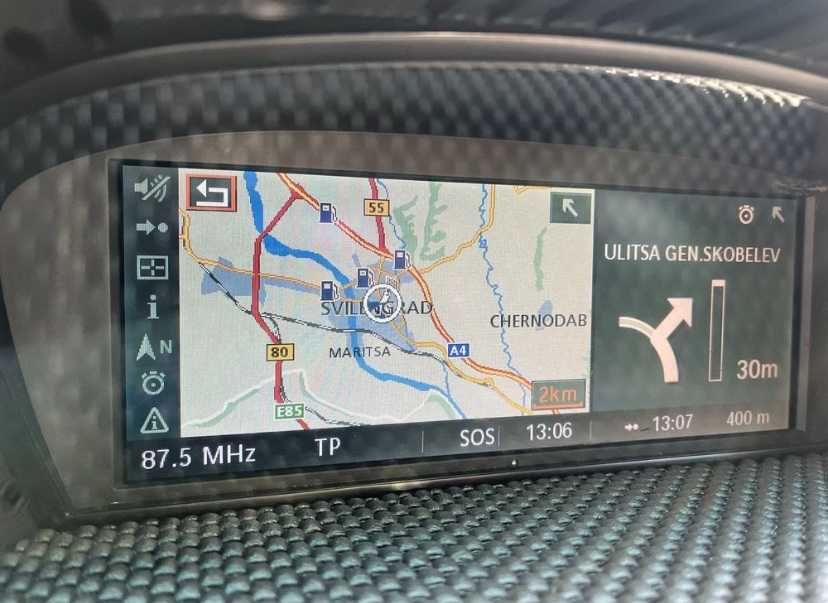 55
ULITSA GEN.SKOBELEV
SVILENGRAD
CHERNODAB
i
N
80
MARITSA
A4
30m
2km
E85
87.5 MHz
TP
SOS
13:06
13:07
400 m